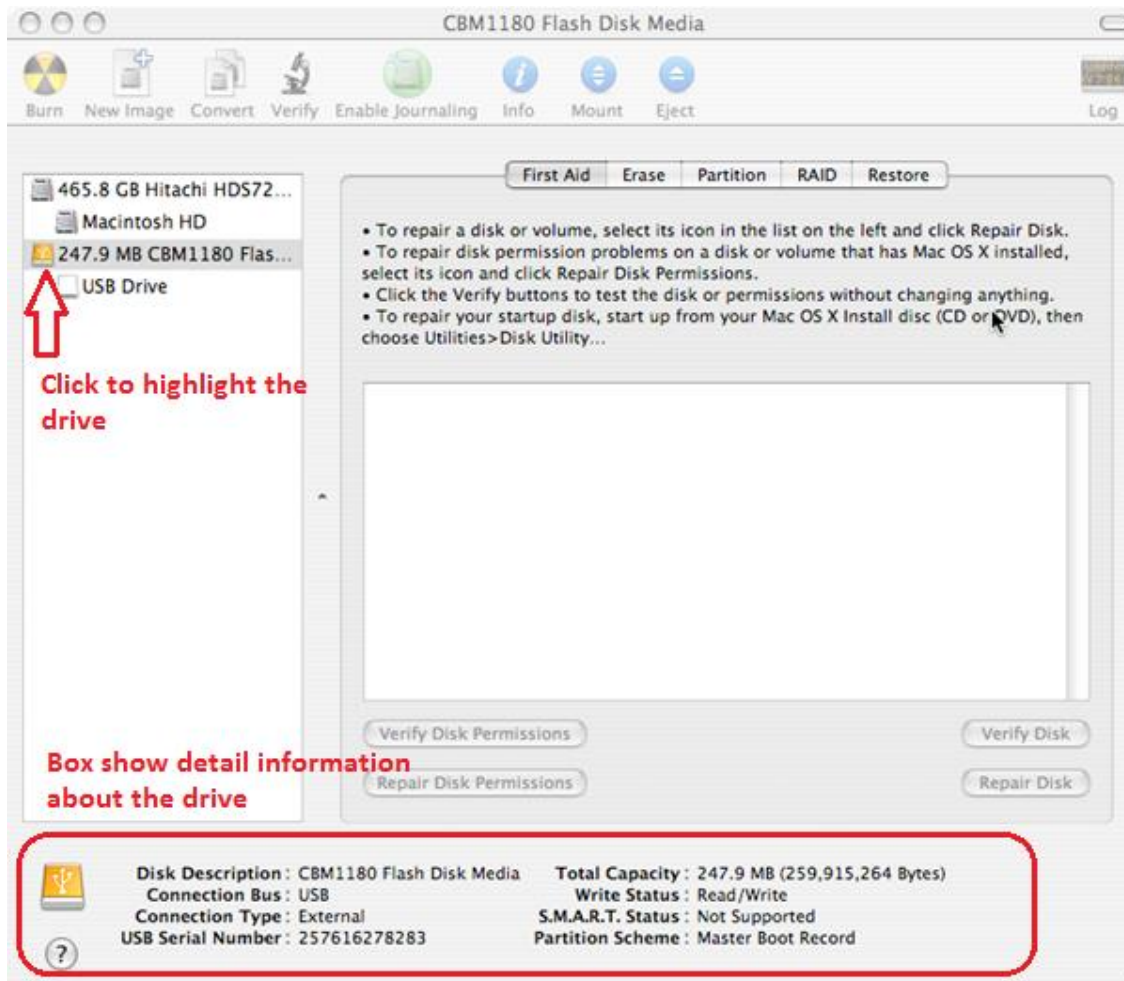 CBM1180 Flash Disk Media
Burn New Image Convert Verify Enable Journaling Info Mount Eject Log
465.8 GB Hitachi HDS72...
Macintosh HD
247.9 MB CBM1180 Flas...
USB Drive
Click to highlight the
drive
First Aid Erase Partition RAID Restore
• To repair a disk or volume, select its icon in the list on the left and click Repair Disk.
• To repair disk permission problems on a disk or volume that has Mac OS X installed,
select its icon and click Repair Disk Permissions.
• Click the Verify buttons to test the disk or permissions without changing anything.
• To repair your startup disk, start up from your Mac OS X Install disc (CD or DVD), then
choose Utilities>Disk Utility...
Verify Disk Permissions Verify Disk
Repair Disk Permissions Repair Disk
Box show detail information
about the drive
Disk Description : CBM1180 Flash Disk Media Total Capacity : 247.9 MB (259,915,264 Bytes)
Connection Bus : USB Write Status : Read/Write
Connection Type : External S.M.A.R.T. Status : Not Supported
USB Serial Number : 257616278283 Partition Scheme : Master Boot Record
?